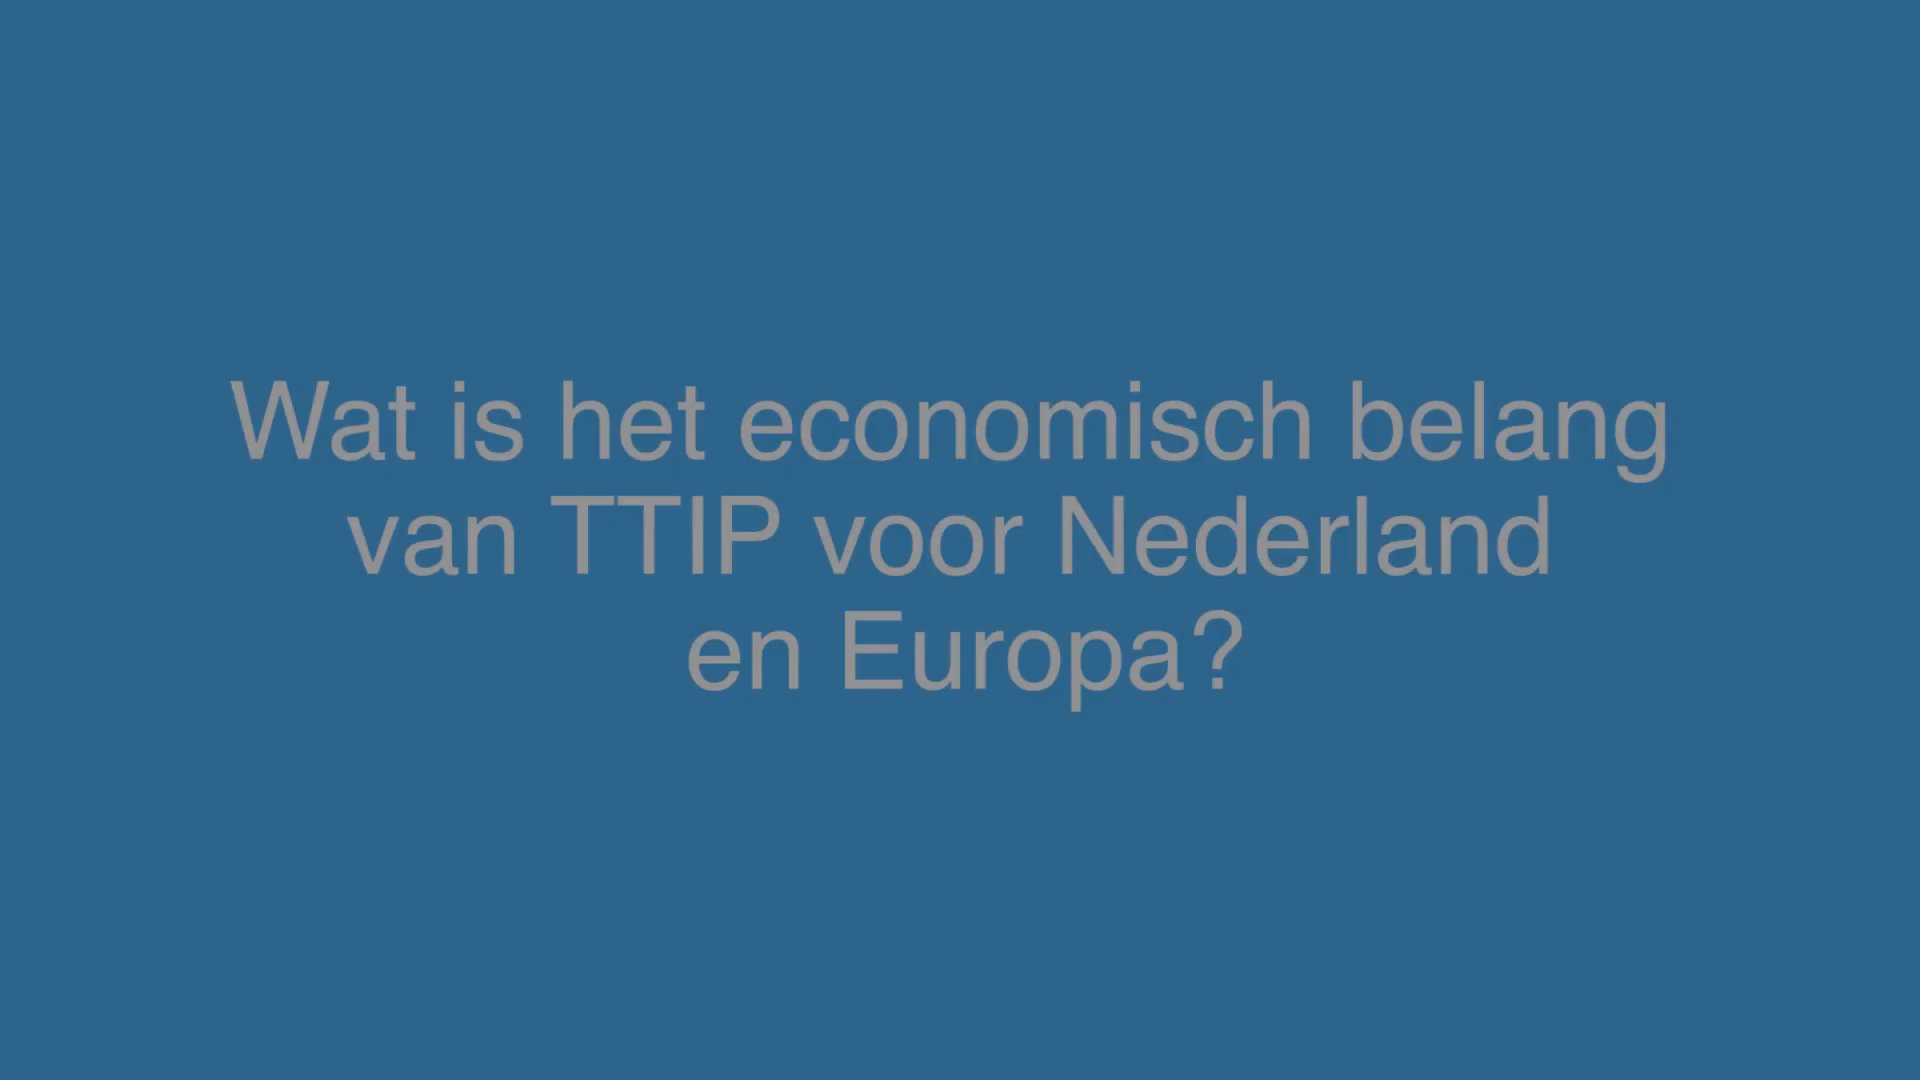 Wat is het economisch belang
van TTIP voor Nederland
en Europa?